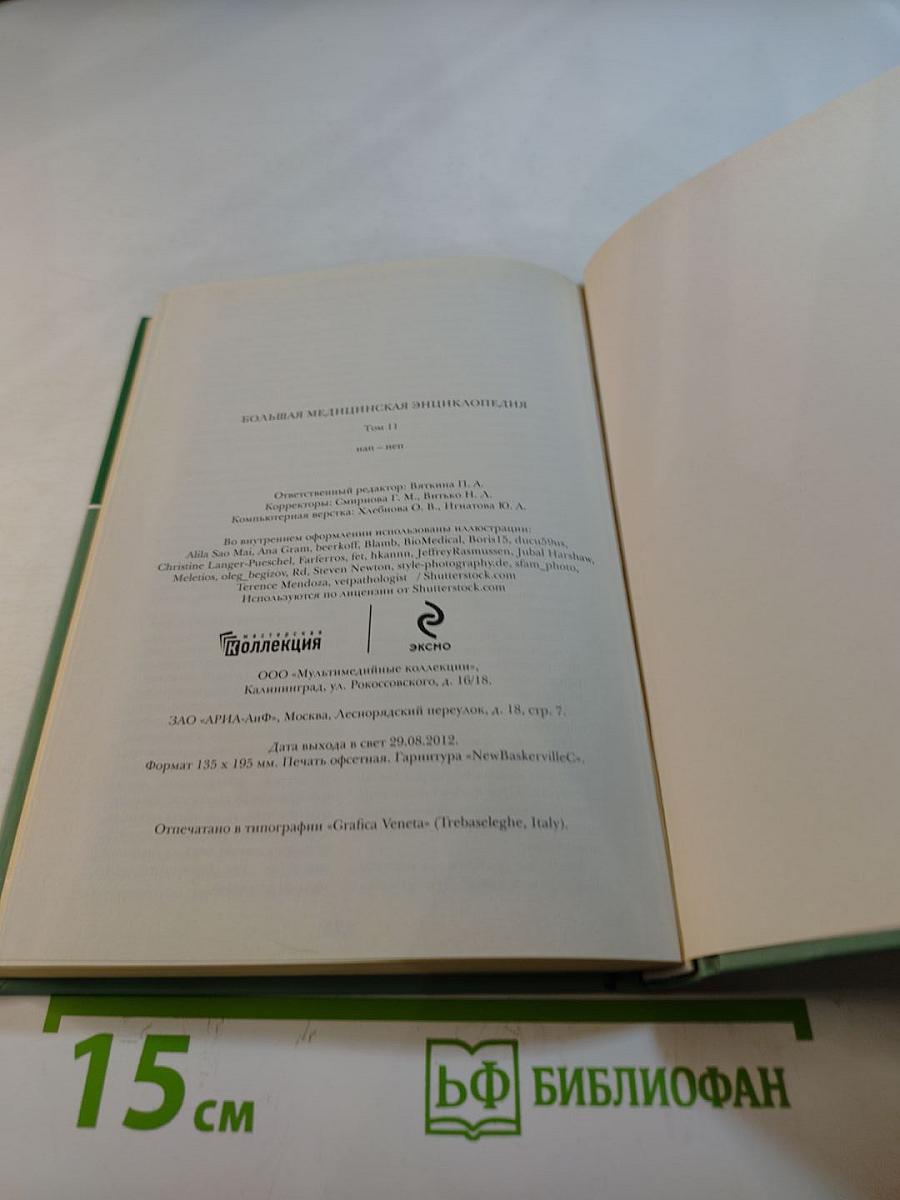 БОЛЬШАЯ МЕДИЦИНСКАЯ ЭНЦИКЛОПЕДИЯ
Том 11
нап – неп
Ответственный редактор: Вяткина П. А.
Корректоры: Смирнова Г. М., Витько Н. Л.
Компьютерная верстка: Хлебнова О. В., Игнатова Ю. А.
Во внутреннем оформлении использованы иллюстрации:
Alila Sao Mai, Ana Gram, beerkoff, Blamb, BioMedical, Boris15, ducu59us,
Christine Langer-Pueschel, Farferros, fet, hkannn, JeffreyRasmussen, Jubal Harshaw,
Meletios, oleg_begizov, Rd, Steven Newton, style-photography.de, sfam_photo,
Terence Mendoza, vetpathologist / Shutterstock.com
Используются по лицензии от Shutterstock.com
мастерская
Коллекция
ЭКСМО
ООО «Мультимедийные коллекции»,
Калининград, ул. Рокоссовского, д. 16/18.
ЗАО «АРИА-АиФ», Москва, Леснорядский переулок, д. 18, стр. 7.
Дата выхода в свет 29.08.2012.
Формат 135 x 195 мм. Печать офсетная. Гарнитура «NewBaskervilleC».
Отпечатано в типографии «Grafica Veneta» (Trebaseleghe, Italy).
15 см
БФ БИБЛИОФАН